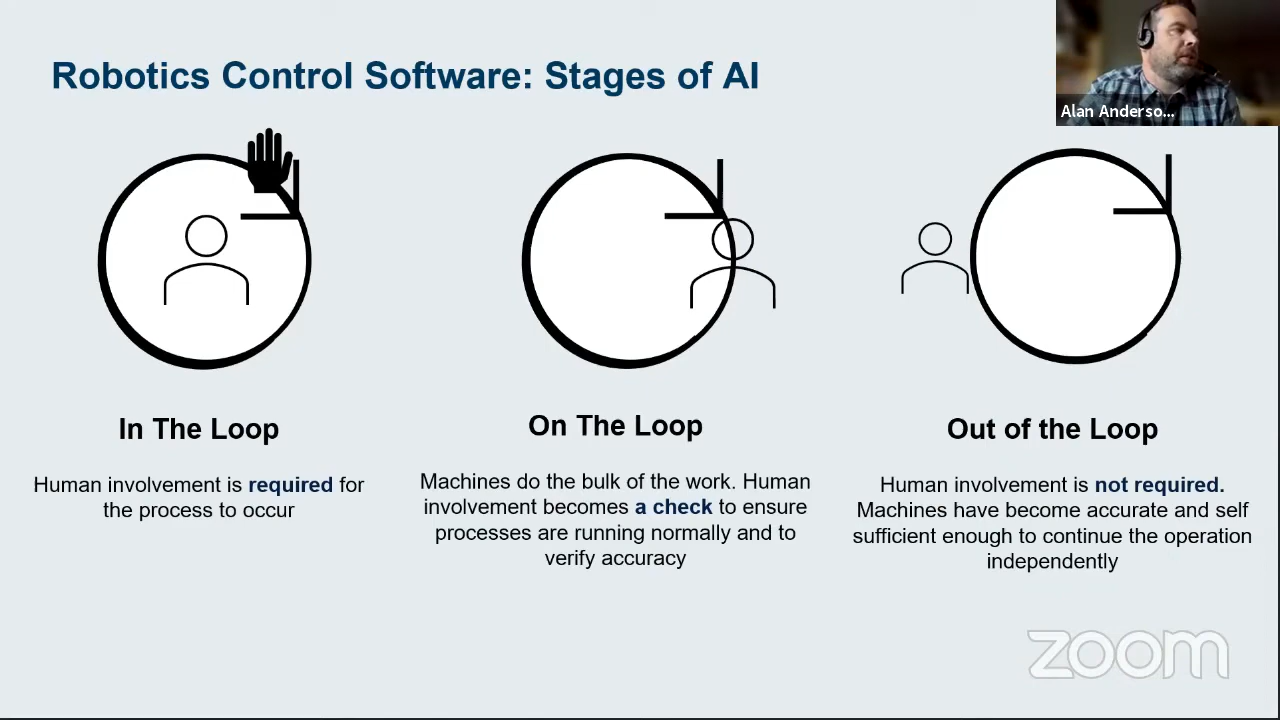 Robotics Control Software: Stages of AI
Alan Anderso...
In The Loop
Human involvement is required for
the process to occur
On The Loop
Machines do the bulk of the work. Human
involvement becomes a check to ensure
processes are running normally and to
verify accuracy
Out of the Loop
Human involvement is not required.
Machines have become accurate and self
sufficient enough to continue the operation
independently
zoom